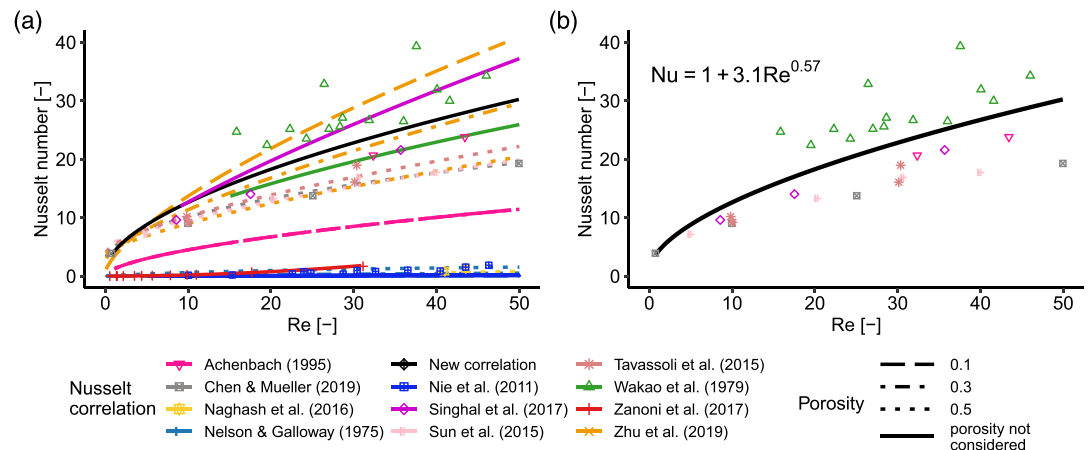 (a)
(b)
Nusselt number [−]
40
30
20
10
0
0
10
20
30
40
50
Re [−]
Nusselt number [−]
40
30
20
10
0
Nu = 1 + 3.1Re^0.57
0
10
20
30
40
50
Re [−]
Nusselt
correlation
Achenbach (1995)
Chen & Mueller (2019)
Naghash et al. (2016)
Nelson & Galloway (1975)
New correlation
Nie et al. (2011)
Singhal et al. (2017)
Sun et al. (2015)
Tavassoli et al. (2015)
Wakao et al. (1979)
Zanoni et al. (2017)
Zhu et al. (2019)
Porosity
0.1
0.3
0.5
porosity not
considered